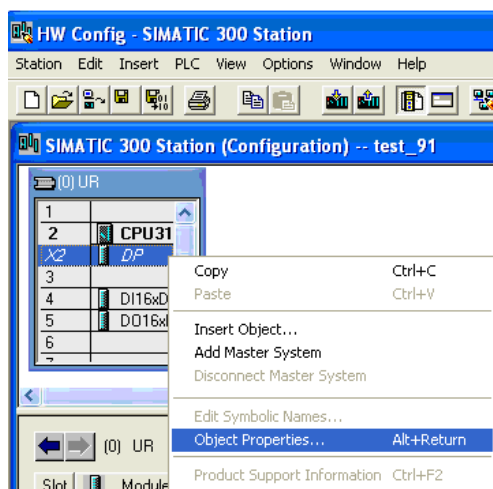 HW Config - SIMATIC 300 Station
Station Edit Insert PLC View Options Window Help
SIMATIC 300 Station (Configuration) -- test_91
(0) UR
1
2 CPU31
X2 DP
3
4 DI16xD
5 DO16x
6
7
Copy Ctrl+C
Paste Ctrl+V
Insert Object...
Add Master System
Disconnect Master System
Edit Symbolic Names...
Object Properties... Alt+Return
Product Support Information Ctrl+F2
(0) UR
Slot Module